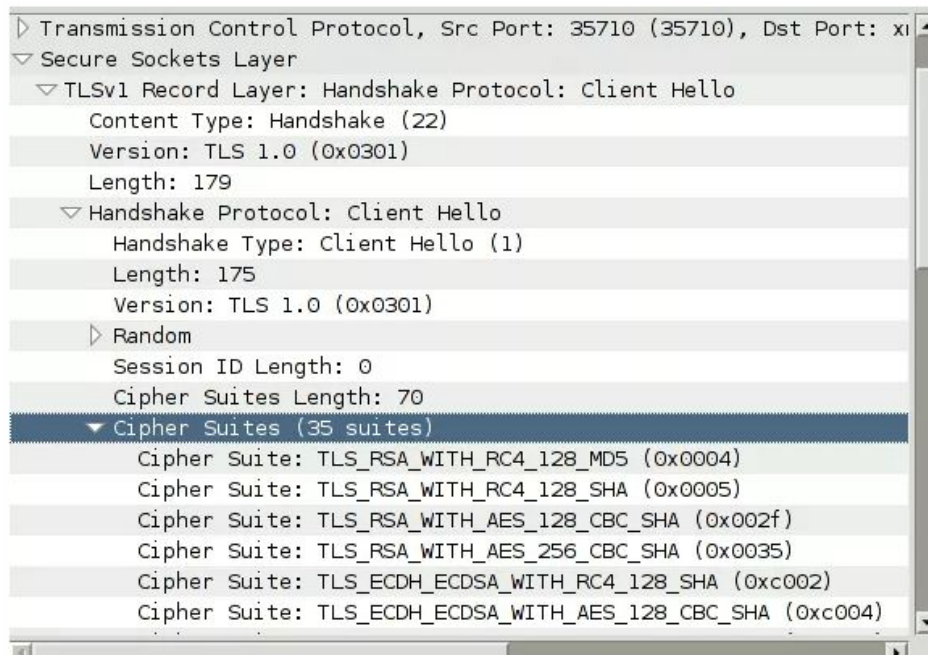 Transmission Control Protocol, Src Port: 35710 (35710), Dst Port:
Secure Sockets Layer
TLSv1 Record Layer: Handshake Protocol: Client Hello
Content Type: Handshake (22)
Version: TLS 1.0 (0x0301)
Length: 179
Handshake Protocol: Client Hello
Handshake Type: Client Hello (1)
Length: 175
Version: TLS 1.0 (0x0301)
Random
Session ID Length: 0
Cipher Suites Length: 70
Cipher Suites (35 suites)
Cipher Suite: TLS_RSA_WITH_RC4_128_MD5 (0x0004)
Cipher Suite: TLS_RSA_WITH_RC4_128_SHA (0x0005)
Cipher Suite: TLS_RSA_WITH_AES_128_CBC_SHA (0x002f)
Cipher Suite: TLS_RSA_WITH_AES_256_CBC_SHA (0x0035)
Cipher Suite: TLS_ECDH_ECDSA_WITH_RC4_128_SHA (0xc002)
Cipher Suite: TLS_ECDH_ECDSA_WITH_AES_128_CBC_SHA (0xc004)